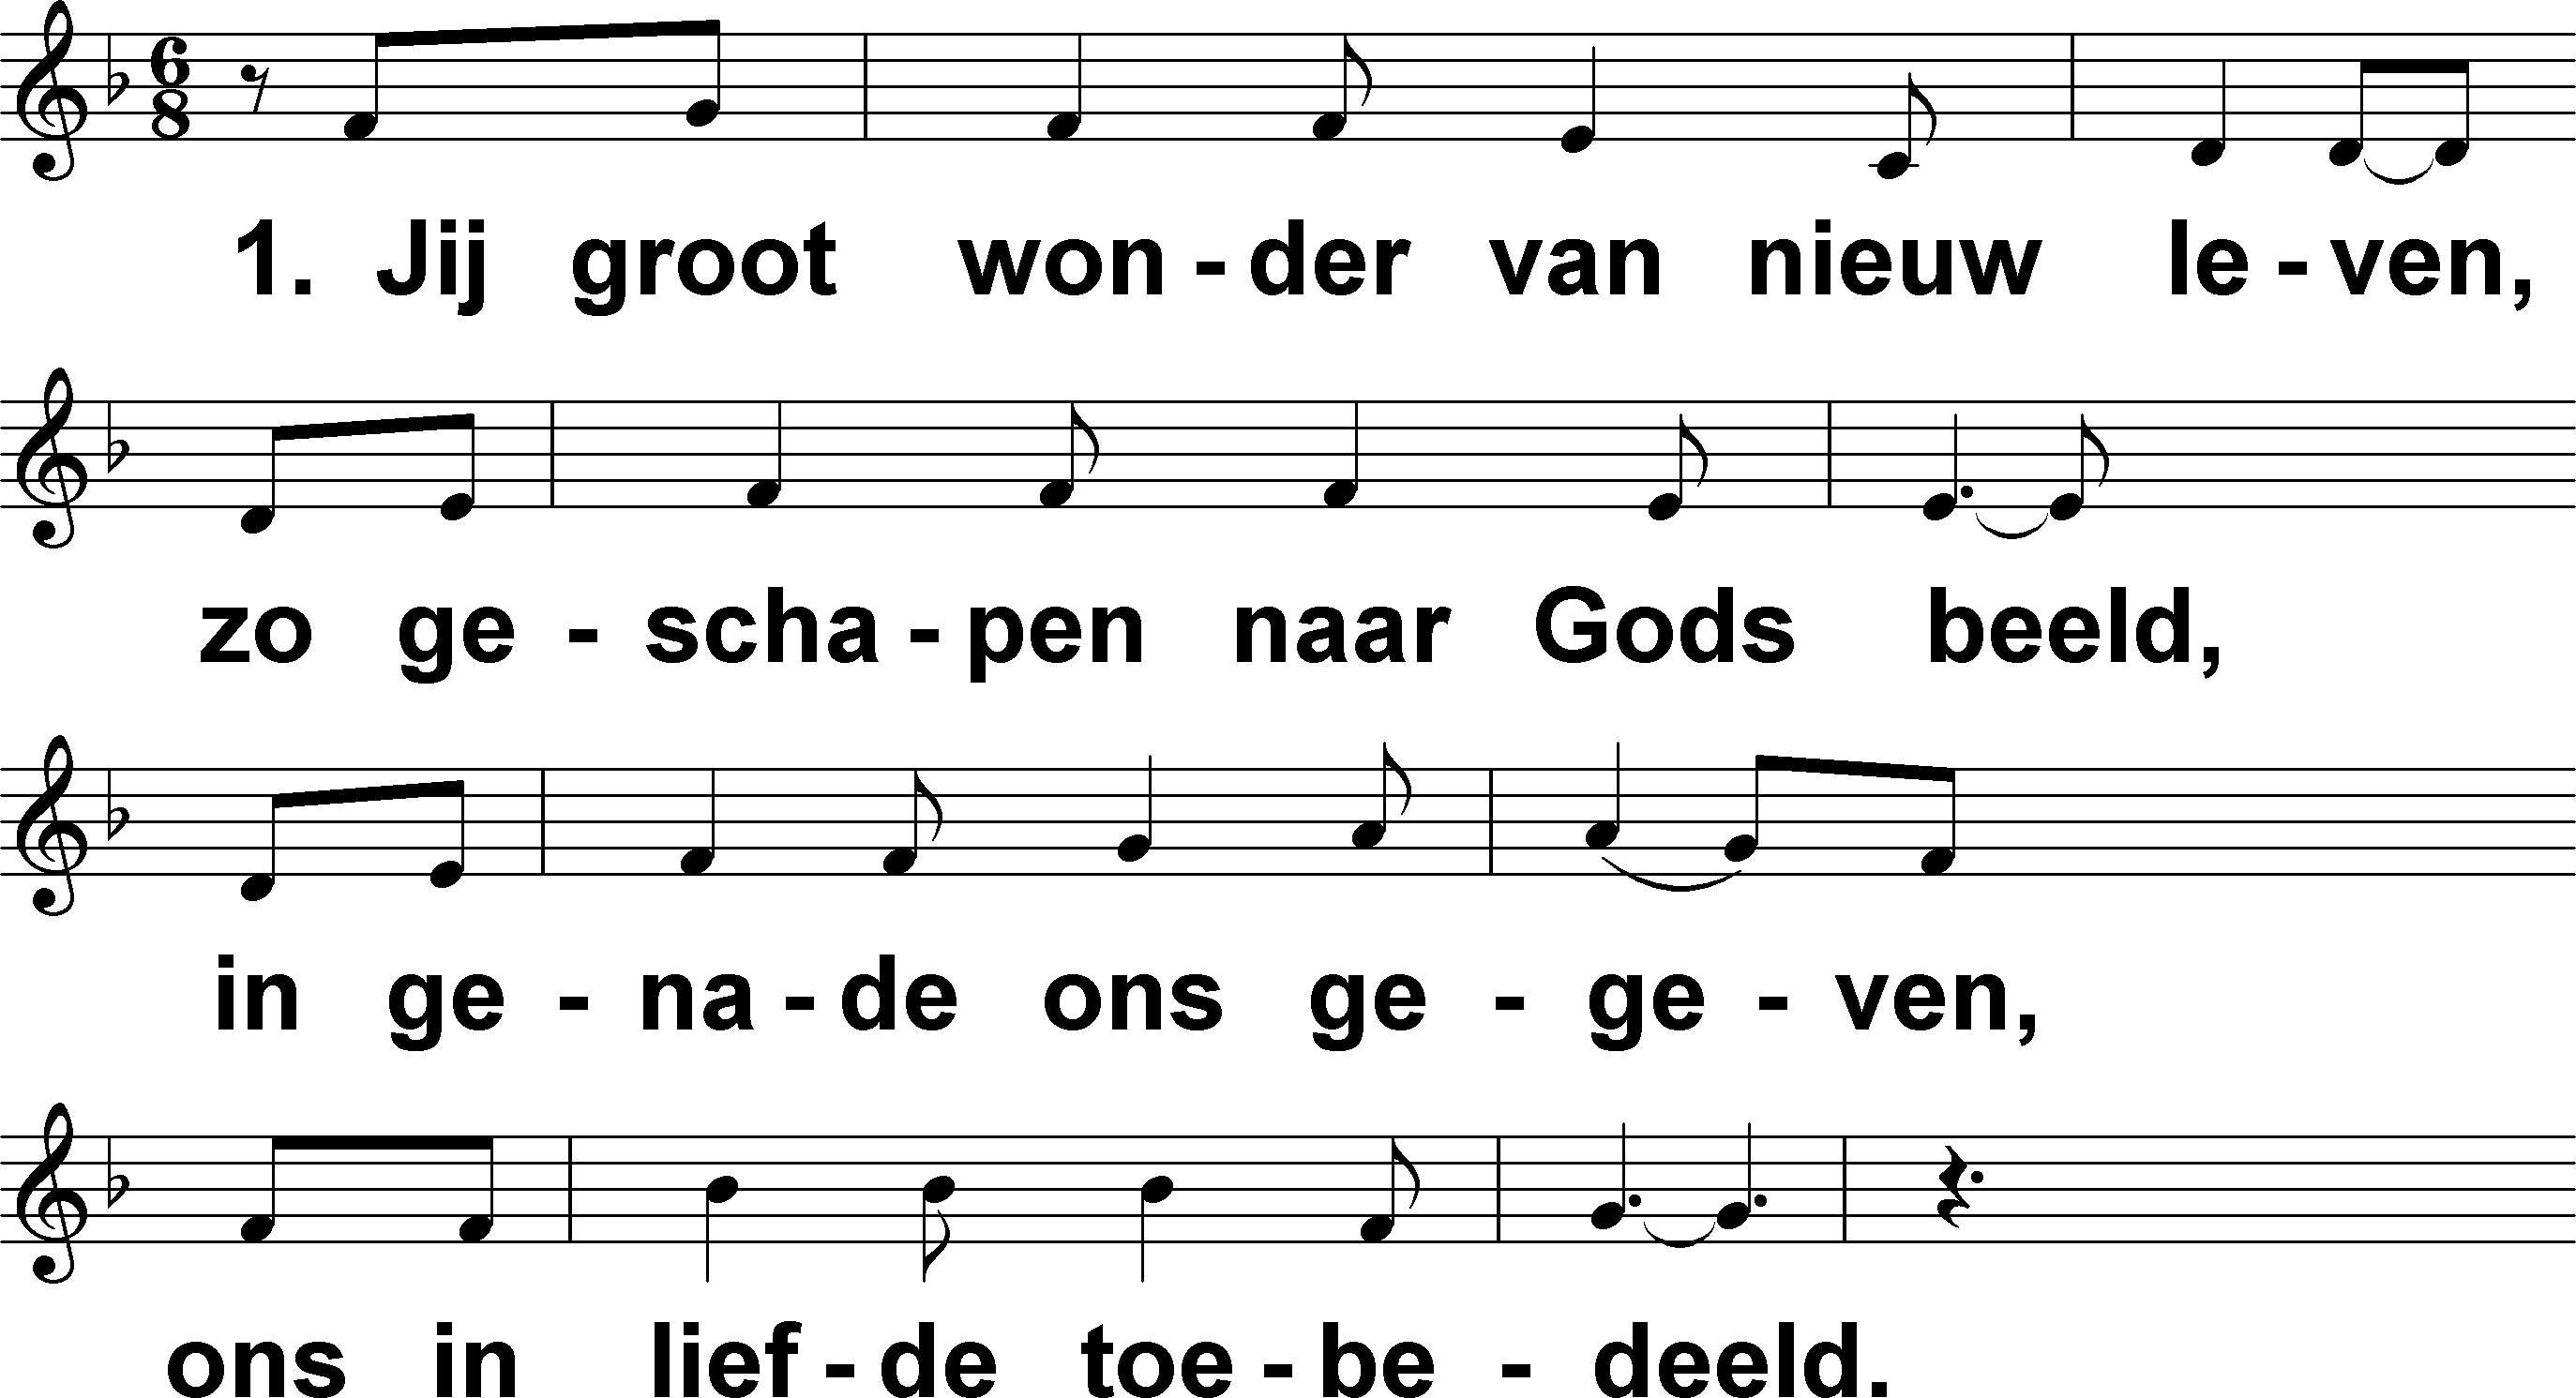 1. Jij groot won - der van nieuw le - ven,
zo ge - scha - pen naar Gods beeld,
in ge - na - de ons ge - ge - ven,
ons in lief - de toe - be - deeld.